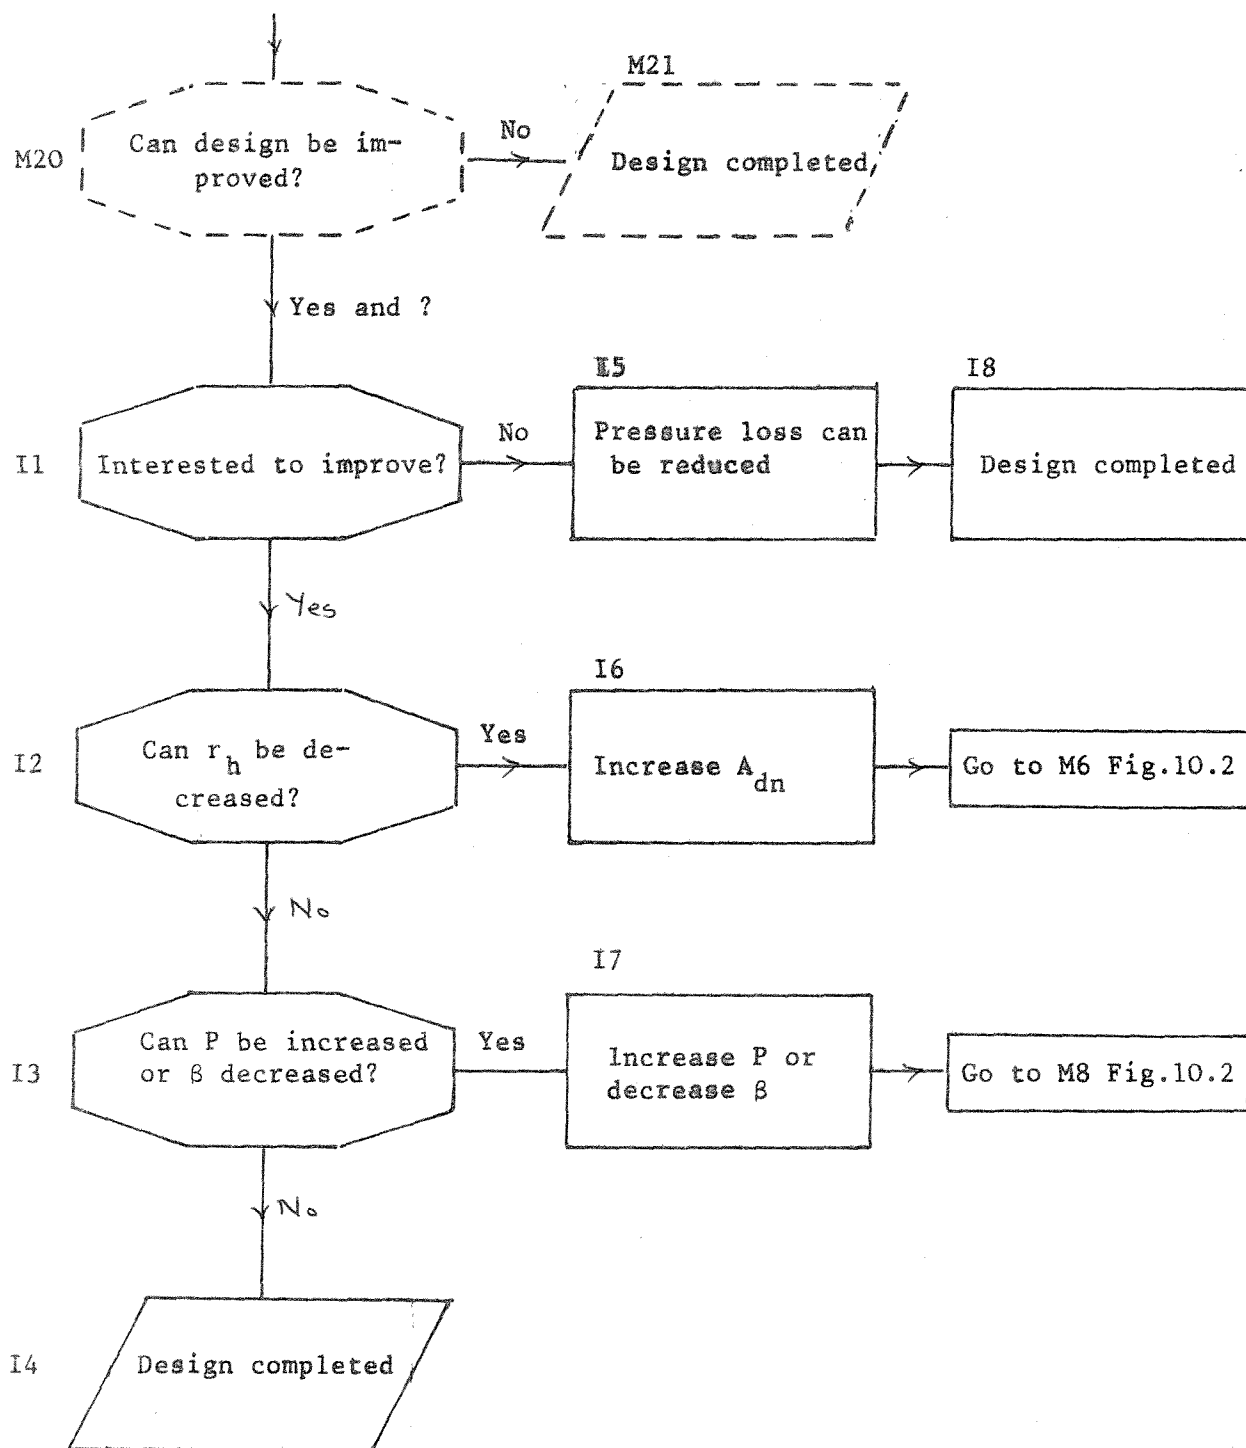 M21
M20
Can design be im-
proved?
No
Design completed
Yes and ?
I5
I8
I1
Interested to improve?
No
Pressure loss can
be reduced
Design completed
Yes
I6
I2
Can r_h be de-
creased?
Yes
Increase A_dn
Go to M6 Fig.10.2
No
I7
I3
Can P be increased
or β decreased?
Yes
Increase P or
decrease β
Go to M8 Fig.10.2
No
I4
Design completed